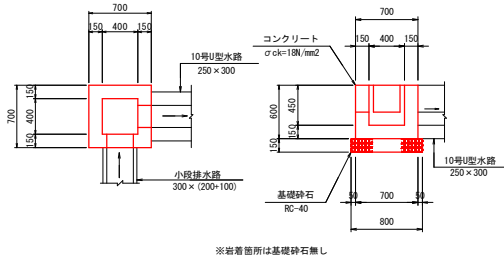 700
150 400 150
10号U型水路
250×300
700
150
400
150
小段排水路
300×(200+100)
コンクリート
σck=18N/mm2
700
150 400 150
600
450
150
150
10号U型水路
250×300
基礎砕石
RC-40
50 700 50
800
※岩着箇所は基礎砕石無し